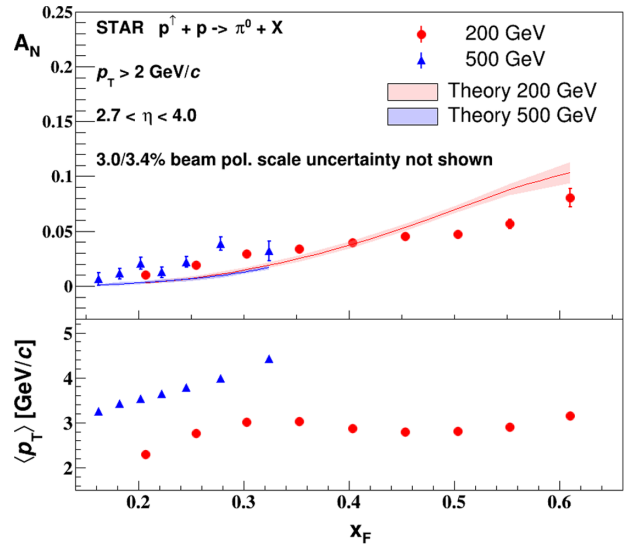 0.25
A_N
STAR p↑ + p -> π⁰ + X
200 GeV
0.2
500 GeV
p_T > 2 GeV/c
Theory 200 GeV
0.15
2.7 < η < 4.0
Theory 500 GeV
3.0/3.4% beam pol. scale uncertainty not shown
0.1
0.05
0
⟨p_T⟩ [GeV/c]
5
4
3
2
0.2 0.3 0.4 0.5 0.6
x_F